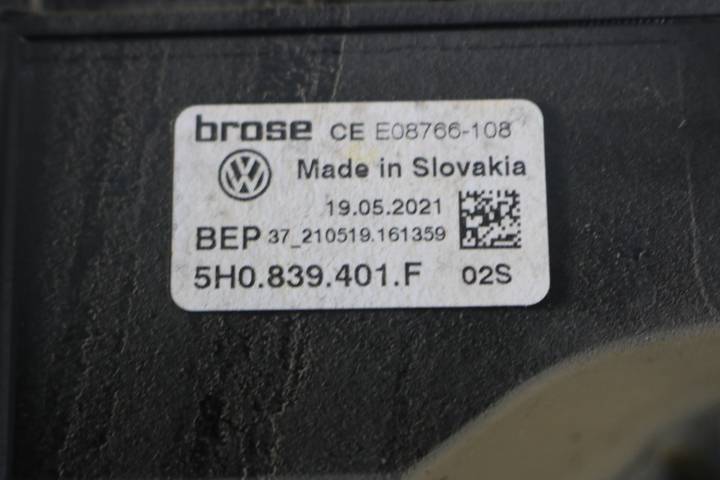 brose CE E08766-108
Made in Slovakia
19.05.2021
BEP 37_210519.161359
5H0.839.401.F 02S